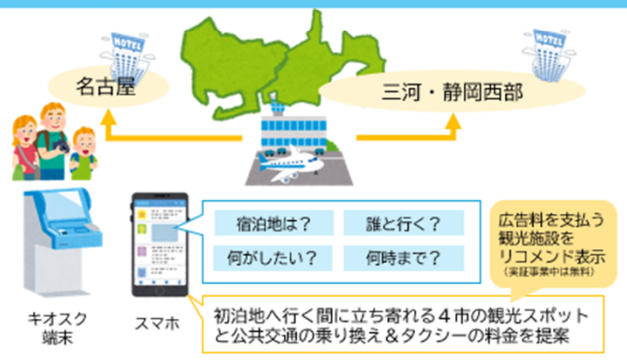 HOTEL
HOTEL
名古屋
三河・静岡西部
宿泊地は？
誰と行く？
何がしたい？
何時まで？
広告料を支払う
観光施設を
リコメンド表示
（実証事業中は無料）
キオスク
端末
スマホ
初泊地へ行く間に立ち寄れる４市の観光スポット
と公共交通の乗り換え＆タクシーの料金を提案